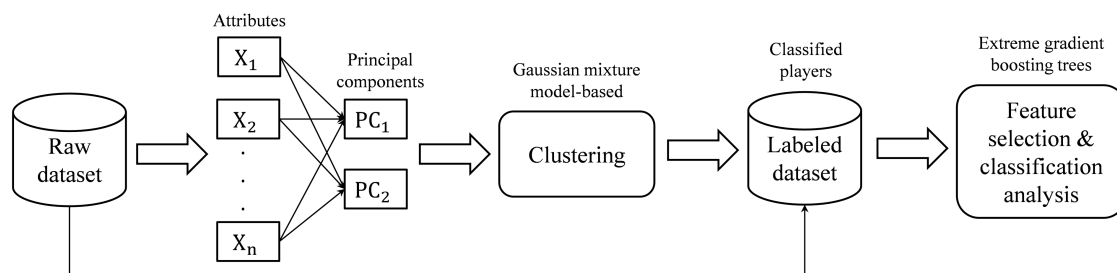 Raw
dataset
Attributes
X1
X2
.
.
.
Xn
Principal
components
PC1
PC2
Gaussian mixture
model-based
Clustering
Classified
players
Labeled
dataset
Extreme gradient
boosting trees
Feature
selection &
classification
analysis